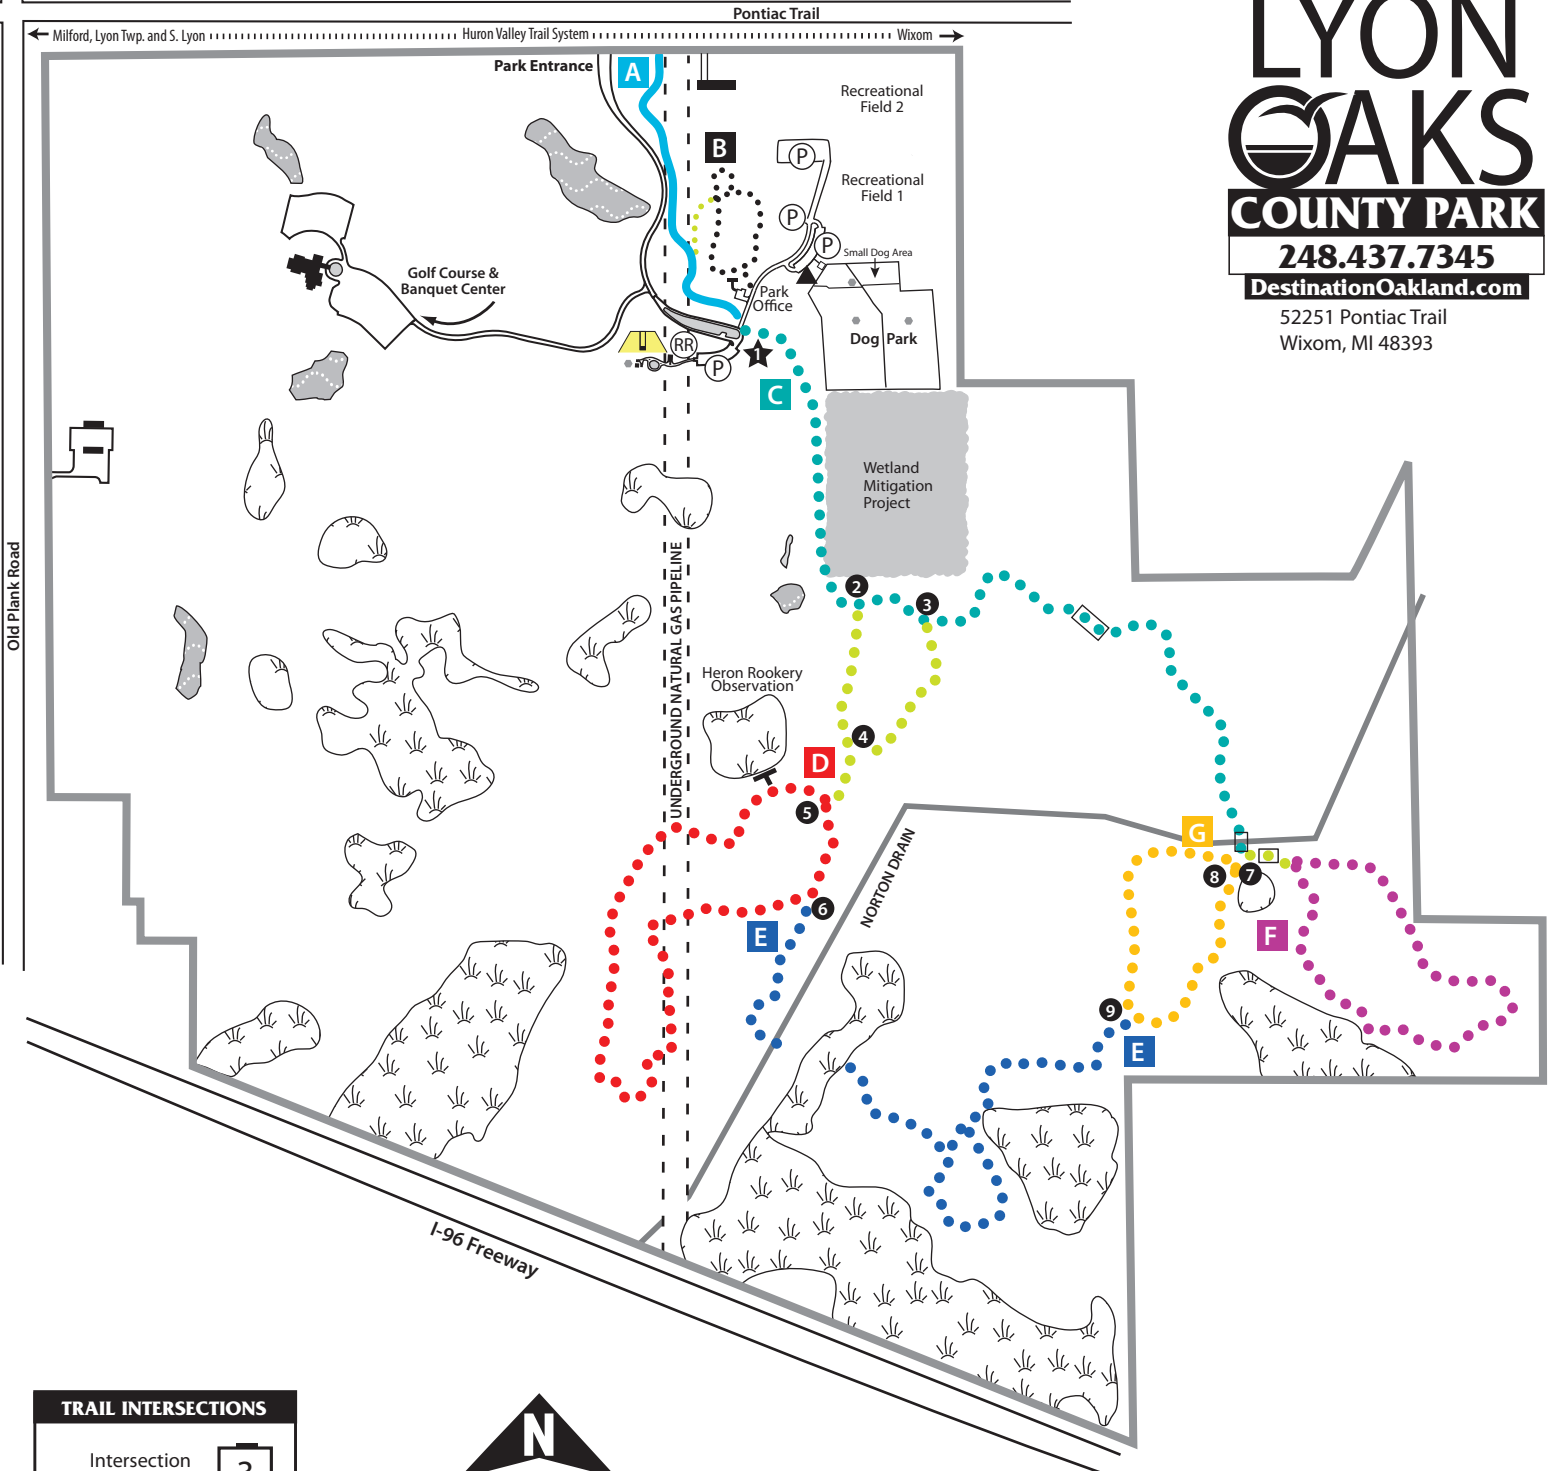 Pontiac Trail
Milford, Lyon Twp. and S. Lyon
Huron Valley Trail System
Wixom
LYON
OAKS
COUNTY PARK
248.437.7345
DestinationOakland.com
52251 Pontiac Trail
Wixom, MI 48393
Park Entrance
A
Recreational
Field 2
B
P
Recreational
Field 1
P
P
Small Dog Area
Golf Course &
Banquet Center
Park
Office
Dog Park
RR
1
P
C
Wetland
Mitigation
Project
Old Plank Road
UNDERGROUND NATURAL GAS PIPELINE
2
3
Heron Rookery
Observation
4
D
5
NORTON DRAIN
G
8
7
6
E
F
9
E
I-96 Freeway
TRAIL INTERSECTIONS
Intersection
N